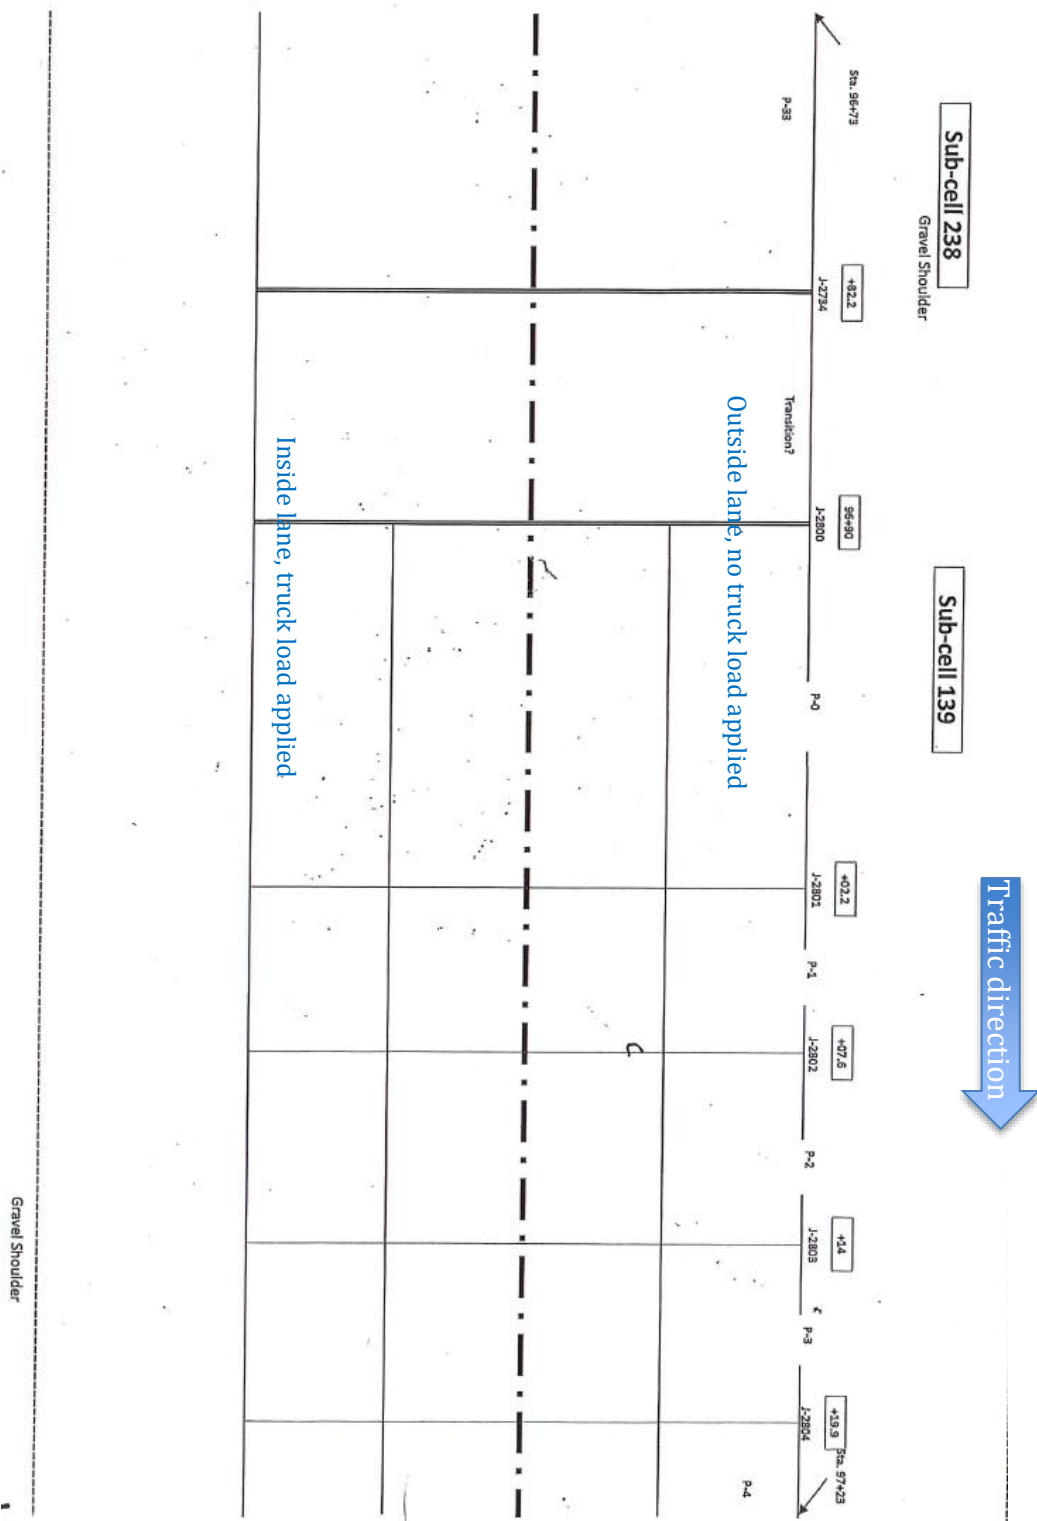 Sub-cell 238
Gravel Shoulder
Sub-cell 139
Traffic direction
Sta. 96+73
+82.2
96+90
+02.2
+07.6
+14
+19.9
Sta. 97+23
P-33
J-2734
Transition?
J-2800
P-0
J-2801
P-1
J-2802
P-2
J-2803
P-3
J-2804
P-4
Outside lane, no truck load applied
Inside lane, truck load applied
Gravel Shoulder